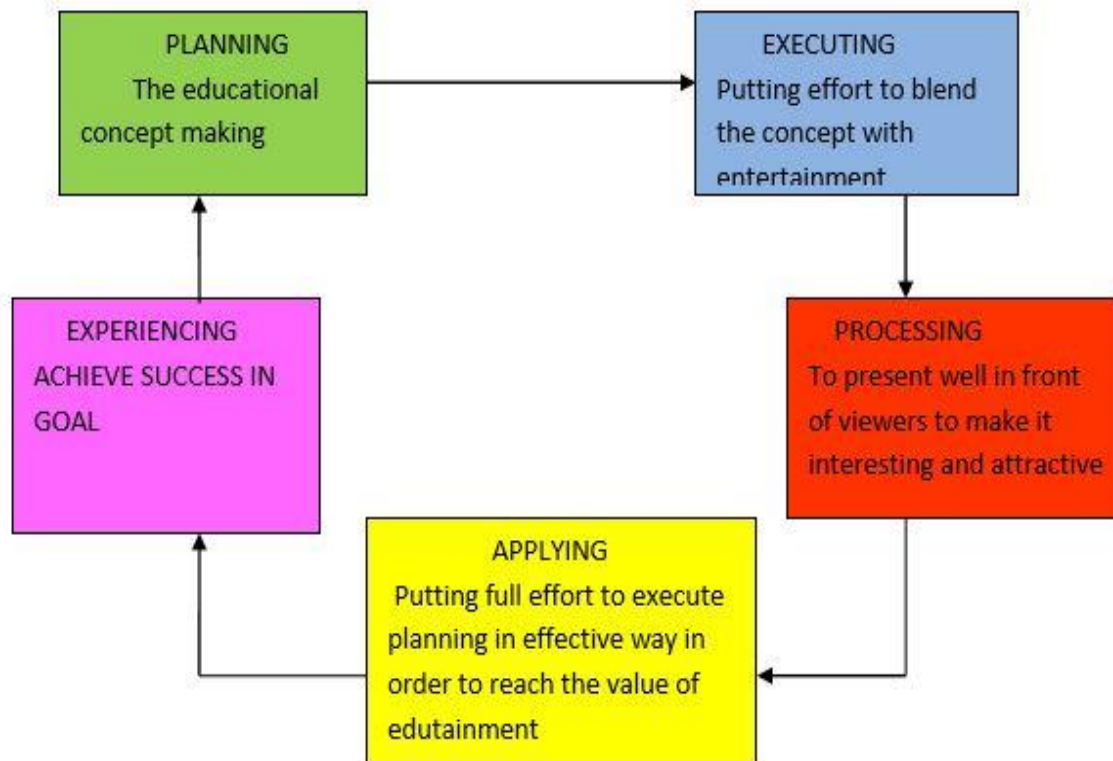 PLANNING
The educational
concept making
EXECUTING
Putting effort to blend
the concept with
entertainment
PROCESSING
To present well in front
of viewers to make it
interesting and attractive
APPLYING
Putting full effort to execute
planning in effective way in
order to reach the value of
edutainment
EXPERIENCING
ACHIEVE SUCCESS IN
GOAL